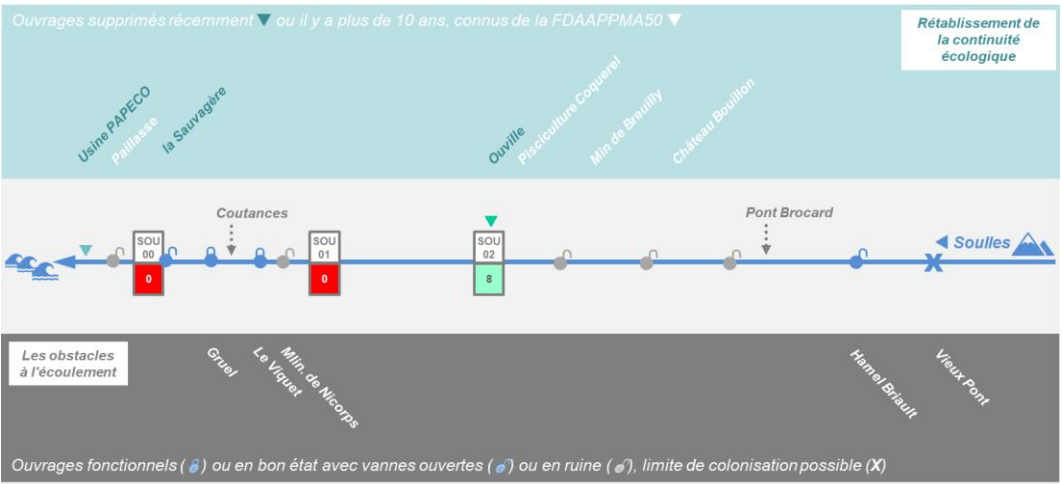 Ouvrages supprimés récemment ▼ ou il y a plus de 10 ans, connus de la FDAAPPMA50 ▼
Rétablissement de
la continuité
écologique
Usine PAPECO
Paillasse
la Sauvagère
Ouville
Pisciculture Coquerel
Min de Breuilly
Château Bouillon
Coutances
Pont Brocard
SOU
00
0
SOU
01
0
SOU
02
8
Soulles
X
Les obstacles
à l'écoulement
Gruel
Le Viquet
Mlin. de Nicorps
Hamel Briault
Vieux Pont
Ouvrages fonctionnels ( ) ou en bon état avec vannes ouvertes ( ) ou en ruine ( ), limite de colonisation possible (X)